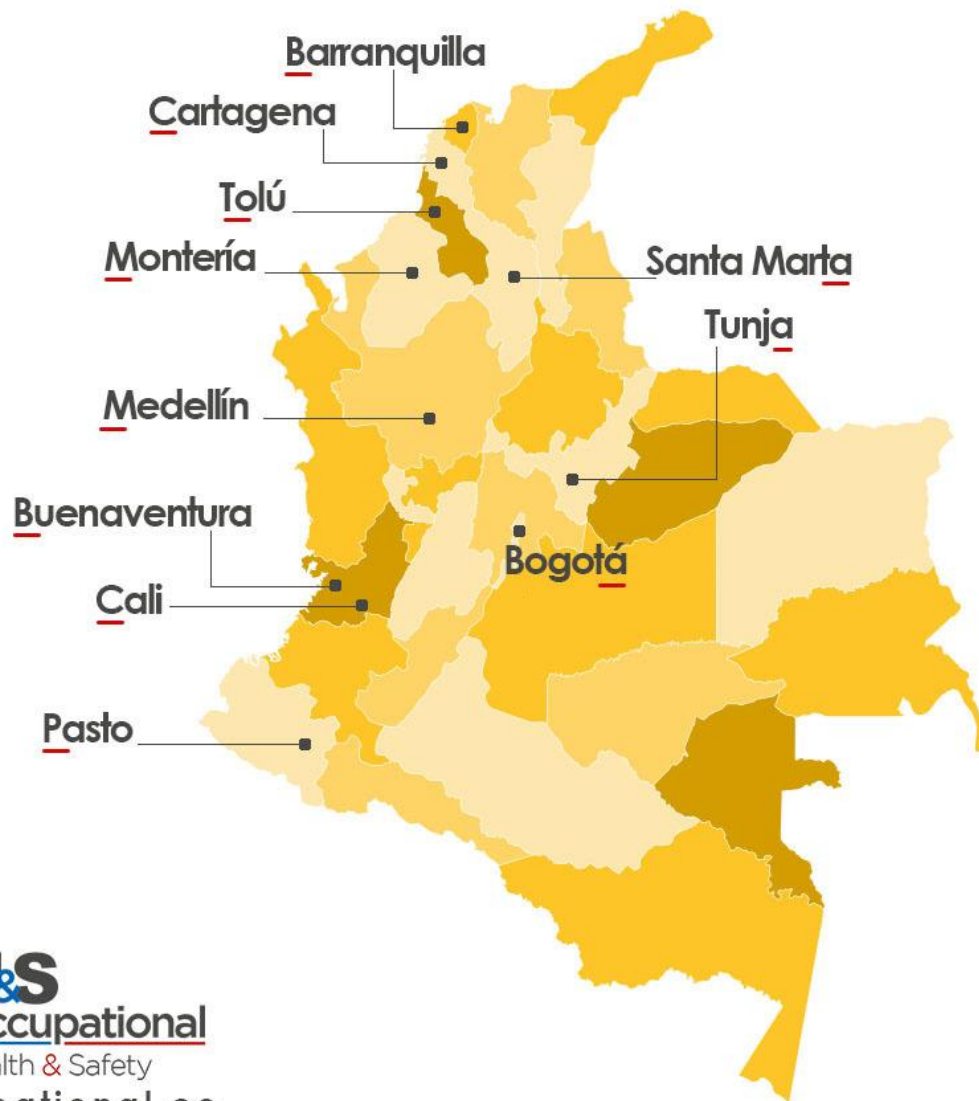 Barranquilla
Cartagena
Tolú
Montería
Santa Marta
Tunja
Medellín
Buenaventura
Bogotá
Cali
Pasto
&S
ccupational
lth & Safety